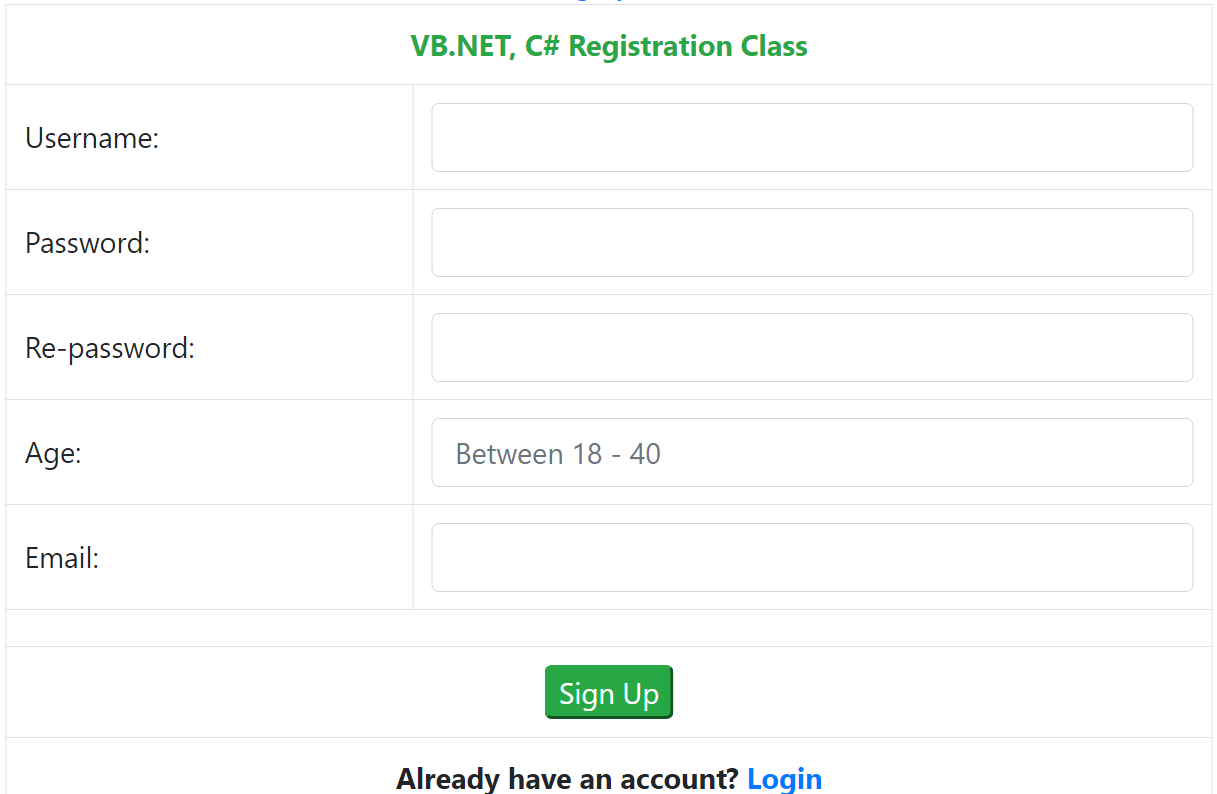 VB.NET, C# Registration Class
Username:
Password:
Re-password:
Age:
Between 18 - 40
Email:
Sign Up
Already have an account? Login